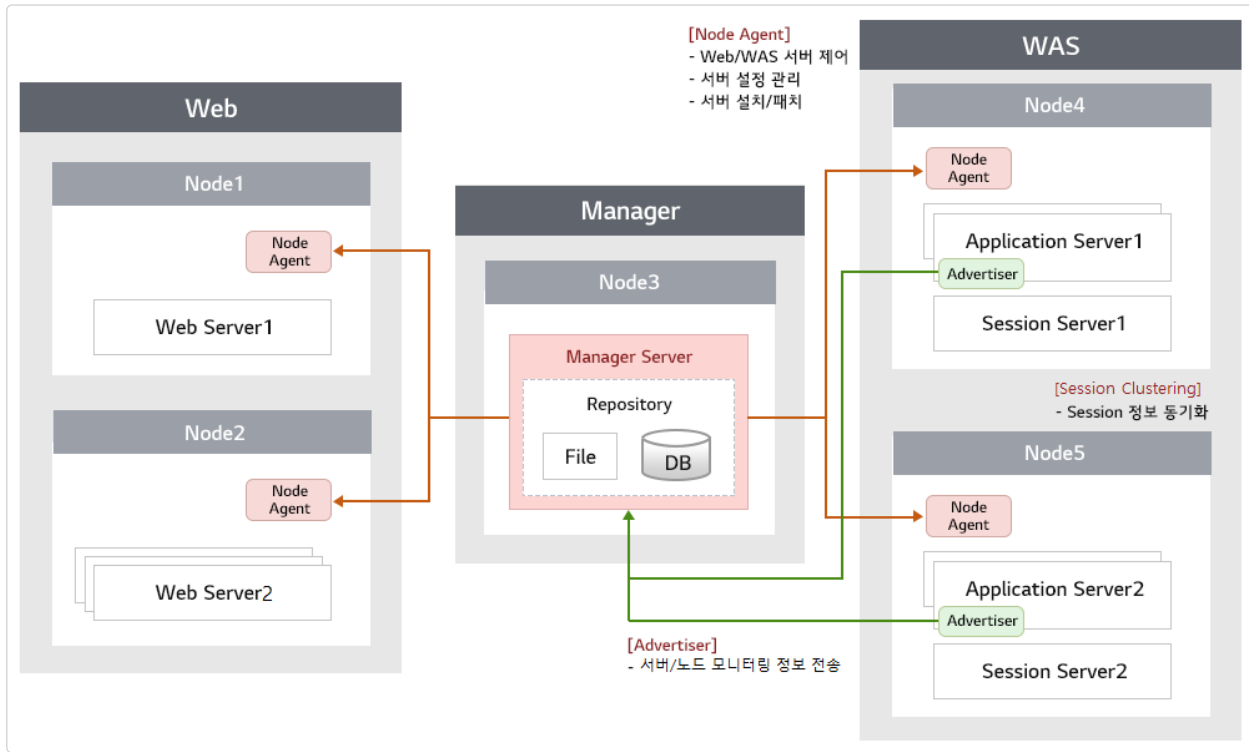 Web
Node1
Node
Agent
Web Server1
Node2
Node
Agent
Web Server2
Manager
Node3
Manager Server
Repository
File
DB
[Advertiser]
- 서버/노드 모니터링 정보 전송
[Node Agent]
- Web/WAS 서버 제어
- 서버 설정 관리
- 서버 설치/패치
WAS
Node4
Node
Agent
Application Server1
Advertiser
Session Server1
[Session Clustering]
- Session 정보 동기화
Node5
Node
Agent
Application Server2
Advertiser
Session Server2